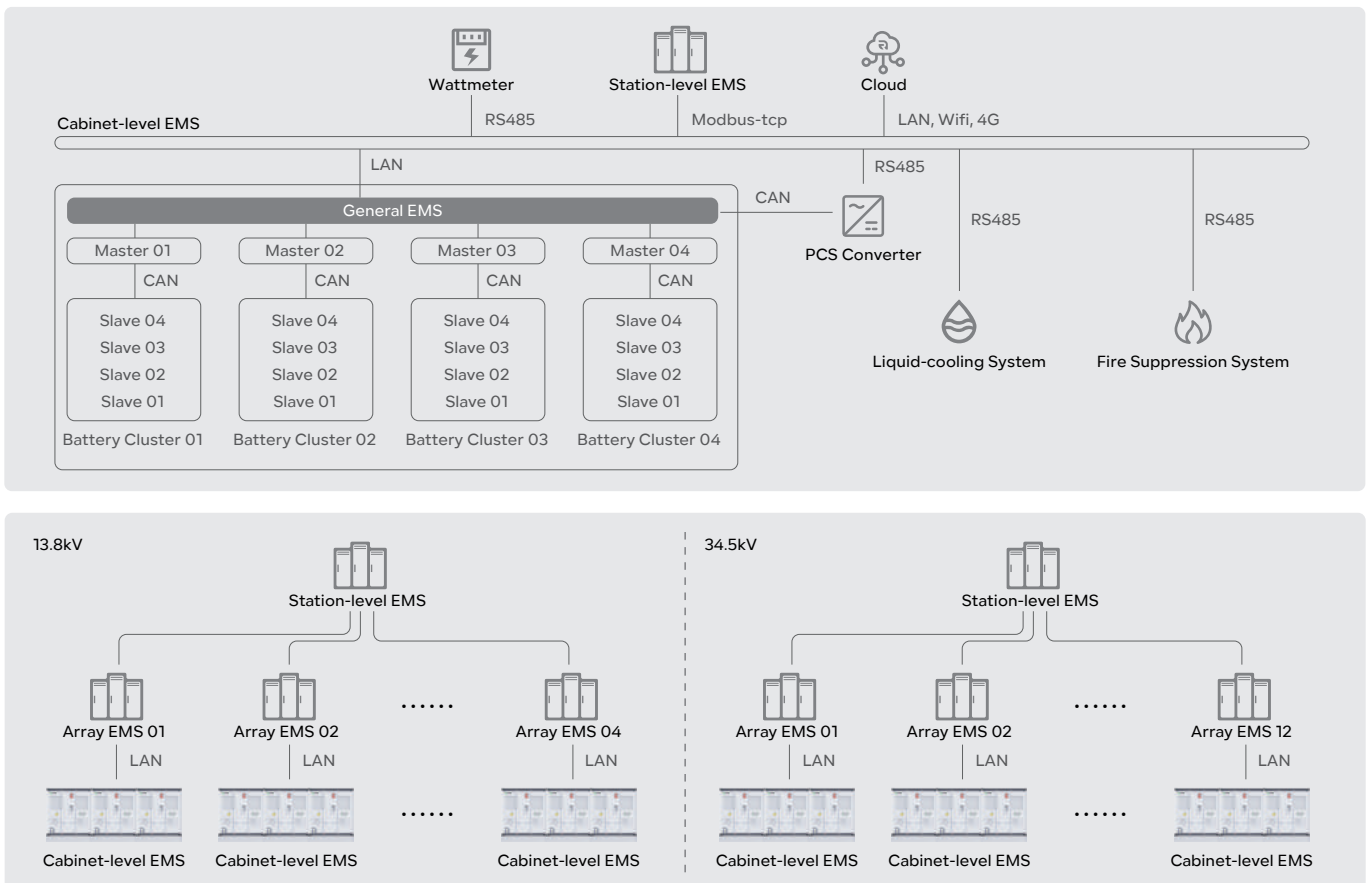 Wattmeter
Station-level EMS
Cloud
Cabinet-level EMS
RS485
Modbus-tcp
LAN, Wifi, 4G
LAN
RS485
General EMS
CAN
Master 01
Master 02
Master 03
Master 04
PCS Converter
RS485
RS485
CAN
CAN
CAN
CAN
Slave 04
Slave 03
Slave 02
Slave 01
Battery Cluster 01
Slave 04
Slave 03
Slave 02
Slave 01
Battery Cluster 02
Slave 04
Slave 03
Slave 02
Slave 01
Battery Cluster 03
Slave 04
Slave 03
Slave 02
Slave 01
Battery Cluster 04
Liquid-cooling System
Fire Suppression System
13.8kV
Station-level EMS
Array EMS 01
Array EMS 02
......
Array EMS 04
LAN
LAN
LAN
......
Cabinet-level EMS
Cabinet-level EMS
Cabinet-level EMS
34.5kV
Station-level EMS
Array EMS 01
Array EMS 02
......
Array EMS 12
LAN
LAN
LAN
......
Cabinet-level EMS
Cabinet-level EMS
Cabinet-level EMS